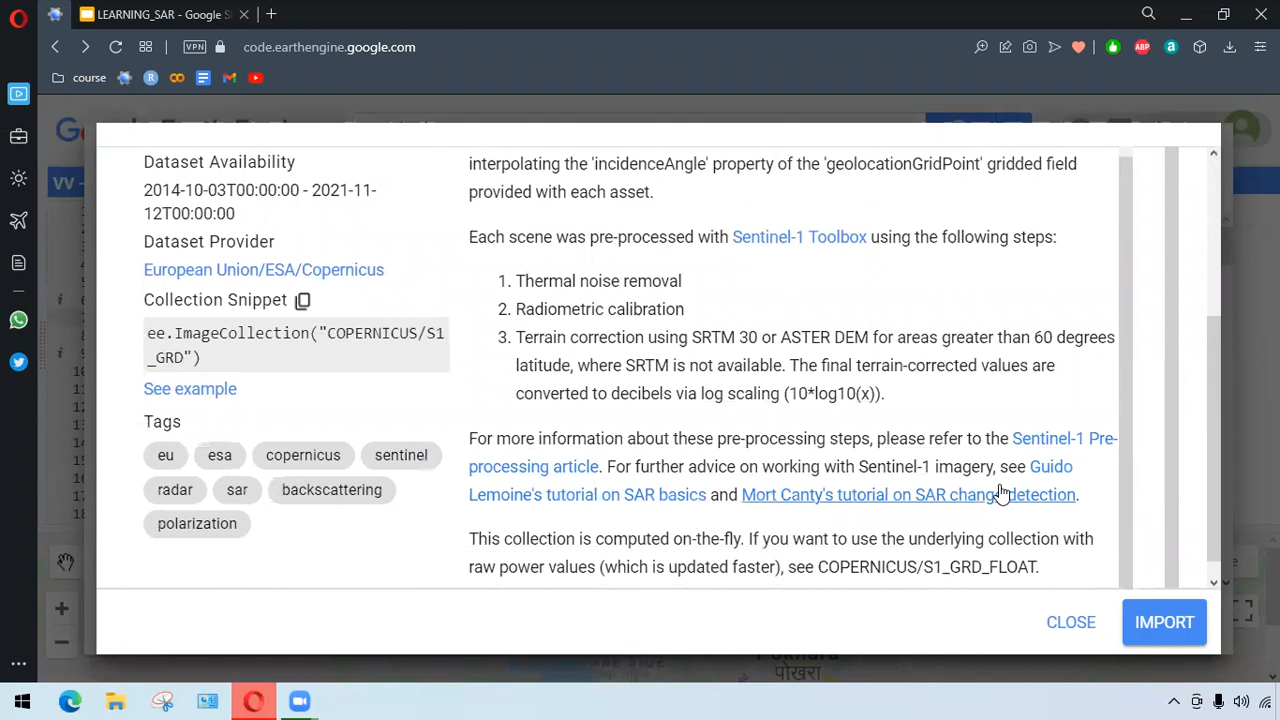 LEARNING_SAR - Google S
code.earthengine.google.com
VPN
course
ABP
VV -
Dataset Availability
2014-10-03T00:00:00 - 2021-11-
12T00:00:00
Dataset Provider
European Union/ESA/Copernicus
Collection Snippet
ee.ImageCollection("COPERNICUS/S1
_GRD")
See example
Tags
eu
esa
copernicus
sentinel
radar
sar
backscattering
polarization
interpolating the 'incidenceAngle' property of the 'geolocationGridPoint' gridded field
provided with each asset.
Each scene was pre-processed with Sentinel-1 Toolbox using the following steps:
1. Thermal noise removal
2. Radiometric calibration
3. Terrain correction using SRTM 30 or ASTER DEM for areas greater than 60 degrees
latitude, where SRTM is not available. The final terrain-corrected values are
converted to decibels via log scaling (10*log10(x)).
For more information about these pre-processing steps, please refer to the Sentinel-1 Pre-
processing article. For further advice on working with Sentinel-1 imagery, see Guido
Lemoine's tutorial on SAR basics and Mort Canty's tutorial on SAR change detection.
This collection is computed on-the-fly. If you want to use the underlying collection with
raw power values (which is updated faster), see COPERNICUS/S1_GRD_FLOAT.
CLOSE
IMPORT
पोखरा